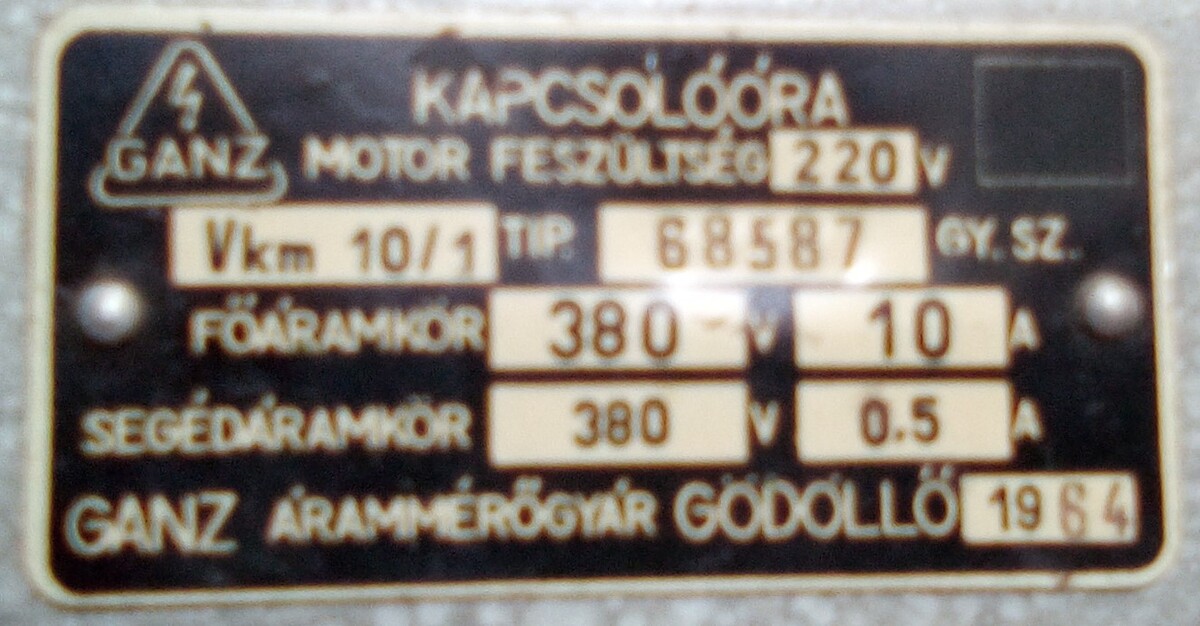 KAPCSOLÓÓRA
GANZ MOTOR FESZÜLTSÉG 220 V
Vkm 10/1 TIP. 68587 GY. SZ.
FŐÁRAMKÖR 380 V 10 A
SEGÉDÁRAMKÖR 380 V 0.5 A
GANZ ÁRAMMÉRŐGYÁR GÖDÖLLŐ 1964